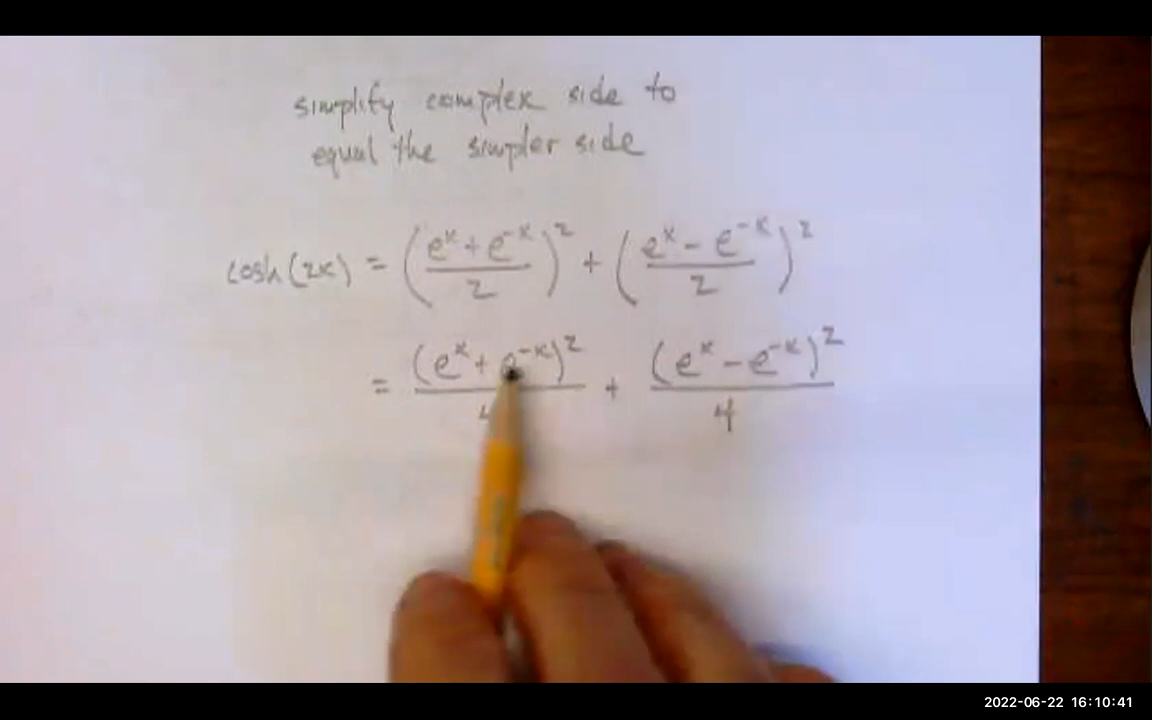 simplify complex side to
equal the simpler side
cosh(2x) = ((e^x + e^-x)/2)^2 + ((e^x - e^-x)/2)^2
= (e^x + e^-x)^2/4 + (e^x - e^-x)^2/4
2022-06-22 16:10:41